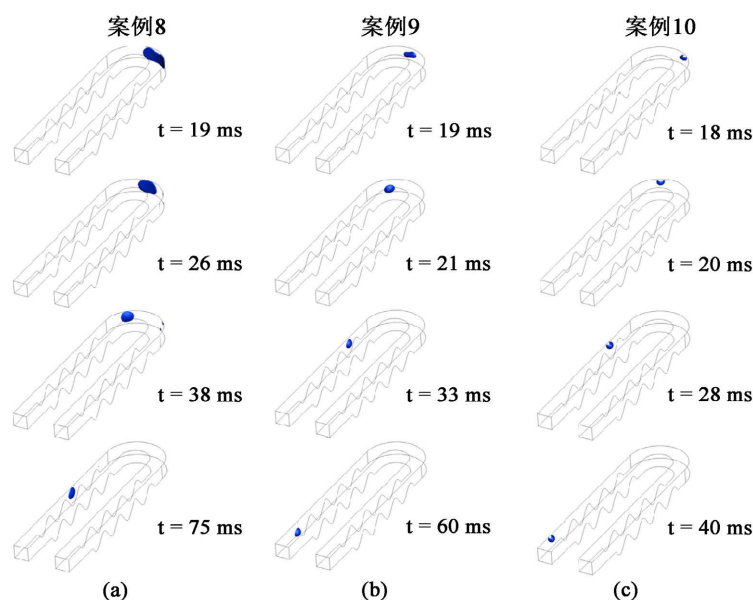 案例8 案例9 案例10
t = 19 ms t = 19 ms t = 18 ms
t = 26 ms t = 21 ms t = 20 ms
t = 38 ms t = 33 ms t = 28 ms
t = 75 ms t = 60 ms t = 40 ms
(a) (b) (c)